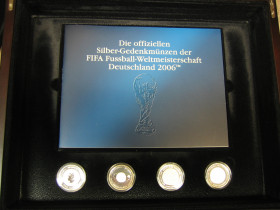 Die offiziellen
Silber-Gedenkmünzen der
FIFA Fussball-Weltmeisterschaft
Deutschland 2006™